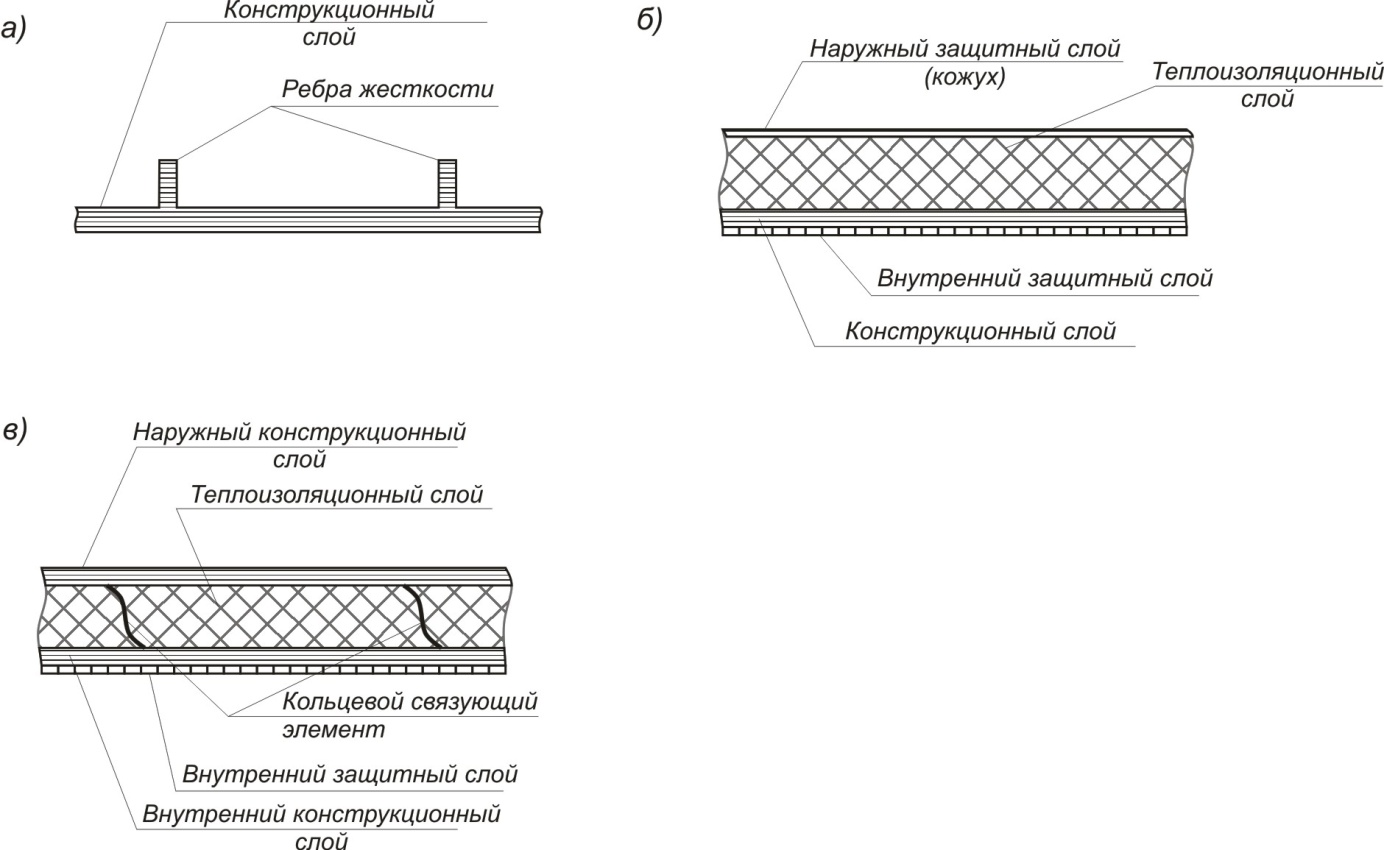 а)
Конструкционный
слой
Ребра жесткости
б)
Наружный защитный слой
(кожух)
Теплоизоляционный
слой
Внутренний защитный слой
Конструкционный слой
в)
Наружный конструкционный
слой
Теплоизоляционный слой
Кольцевой связующий
элемент
Внутренний защитный слой
Внутренний конструкционный
слой